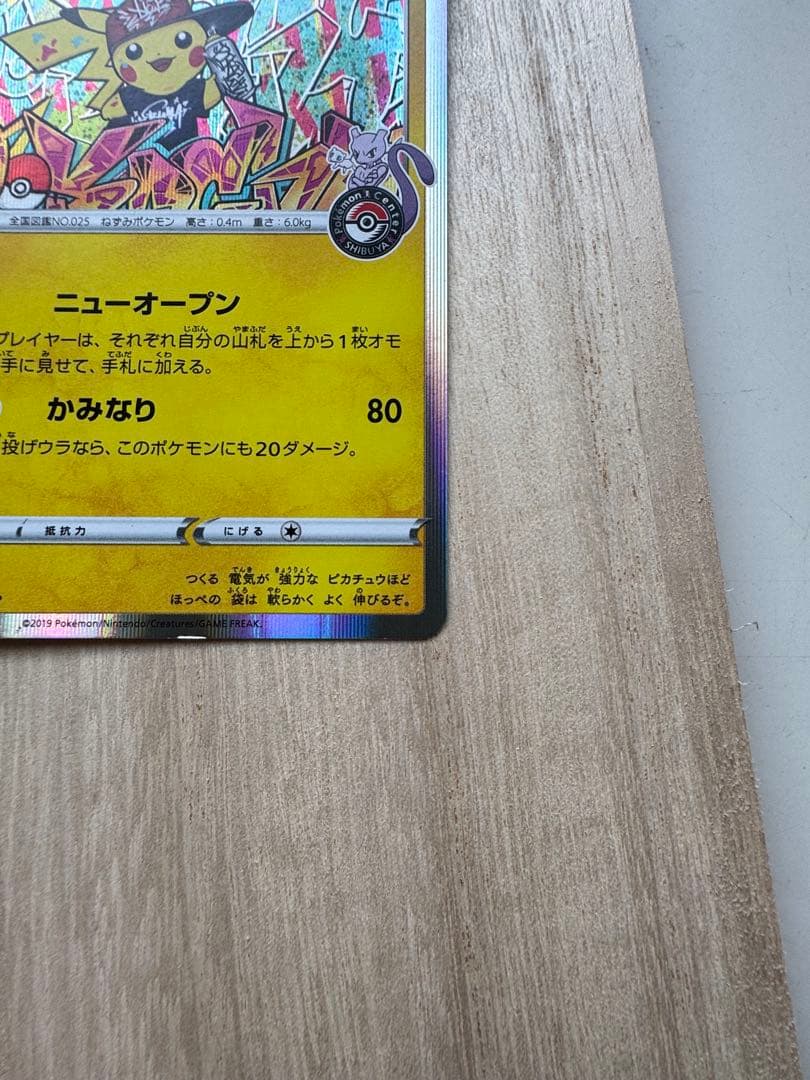 Pokémon Center
SHIBUYA
全国図鑑NO.025 ねずみポケモン 高さ:0.4m 重さ:6.0kg
ニューオープン
プレイヤーは、それぞれ自分の山札を上から1枚オモ
手に見せて、手札に加える。
かみなり 80
投げウラなら、このポケモンにも20ダメージ。
抵抗力 にげる
つくる 電気が 強力な ピカチュウほど
ほっぺの 袋は 軟らかく よく 伸びるぞ。
©2019 Pokémon/Nintendo/Creatures/GAME FREAK.